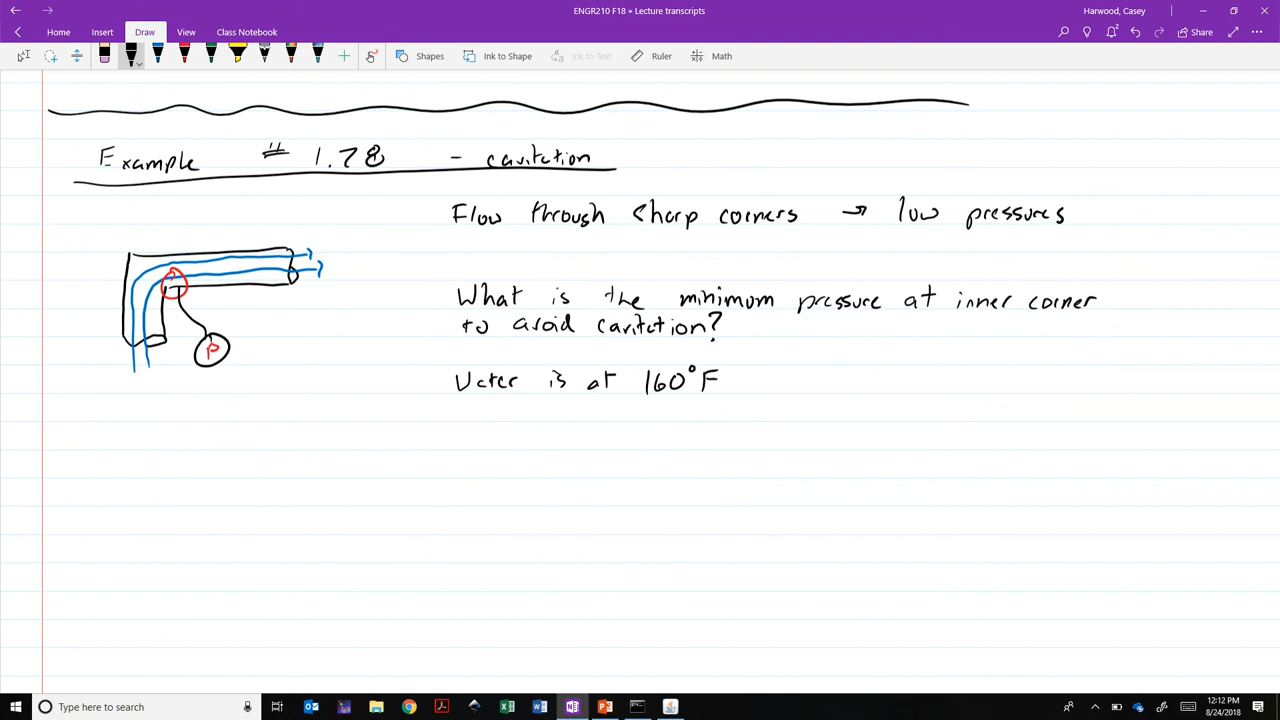 ENGR210 F18 » Lecture transcripts
Harwood, Casey
Home Insert Draw View Class Notebook
Share
Shapes Ink to Shape Ink to Text Ruler Math
Example # 1.78 - cavitation
Flow through sharp corners → low pressures
What is the minimum pressure at inner corner
to avoid cavitation?
P
Water is at 160°F
Type here to search
12:12 PM
8/24/2018